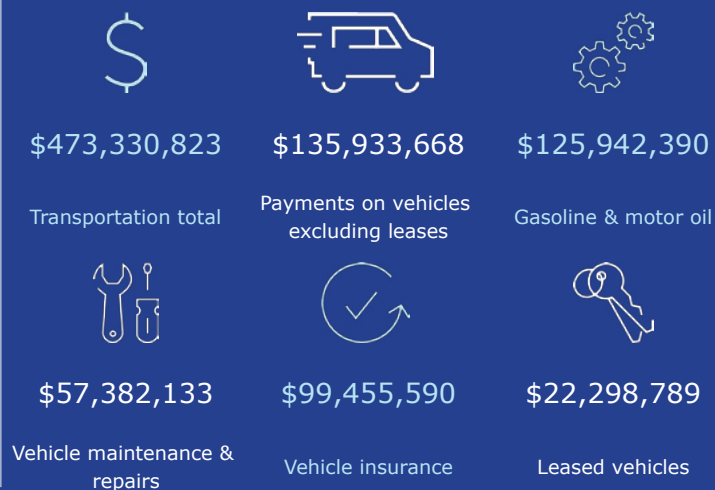 $473,330,823
$135,933,668
$125,942,390
Transportation total
Payments on vehicles
excluding leases
Gasoline & motor oil
$57,382,133
$99,455,590
$22,298,789
Vehicle maintenance &
repairs
Vehicle insurance
Leased vehicles